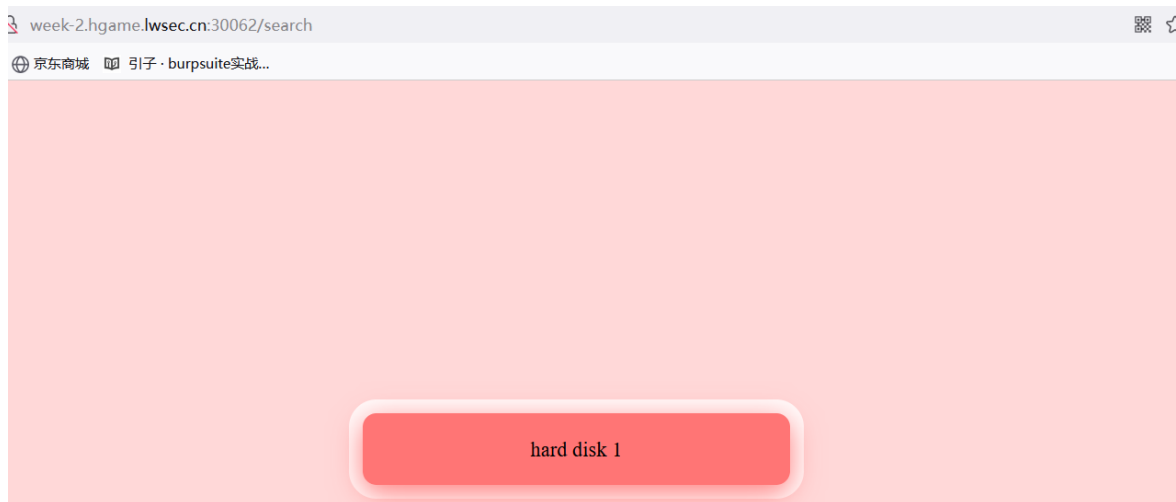 week-2.hgame.lwsec.cn:30062/search
京东商城 引子 · burpsuite实战...
hard disk 1